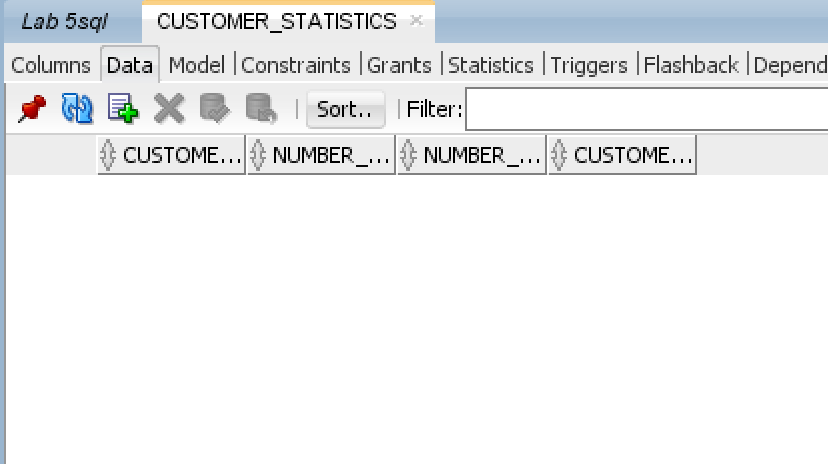 Lab 5sql CUSTOMER_STATISTICS
Columns Data Model Constraints Grants Statistics Triggers Flashback Depend
Sort.. Filter:
CUSTOME... NUMBER_... NUMBER_... CUSTOME...